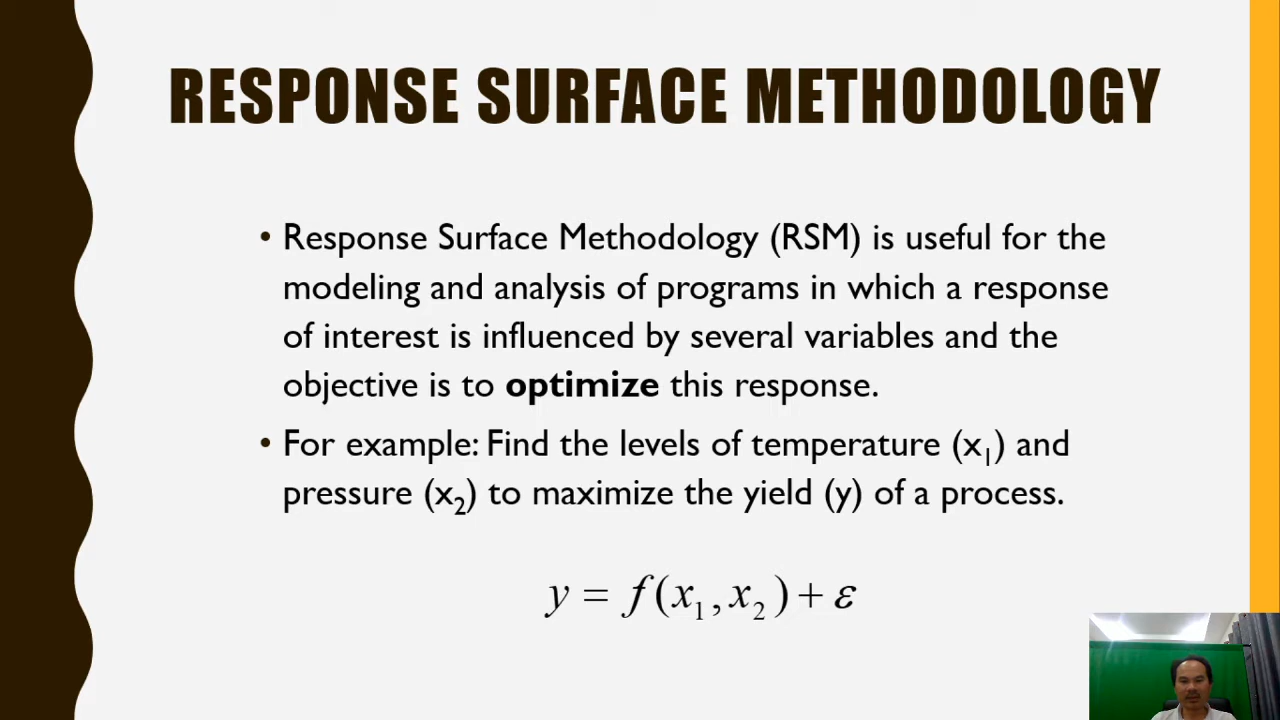 RESPONSE SURFACE METHODOLOGY
• Response Surface Methodology (RSM) is useful for the
modeling and analysis of programs in which a response
of interest is influenced by several variables and the
objective is to optimize this response.
• For example: Find the levels of temperature (x₁) and
pressure (x₂) to maximize the yield (y) of a process.
y = f(x₁, x₂) + ε